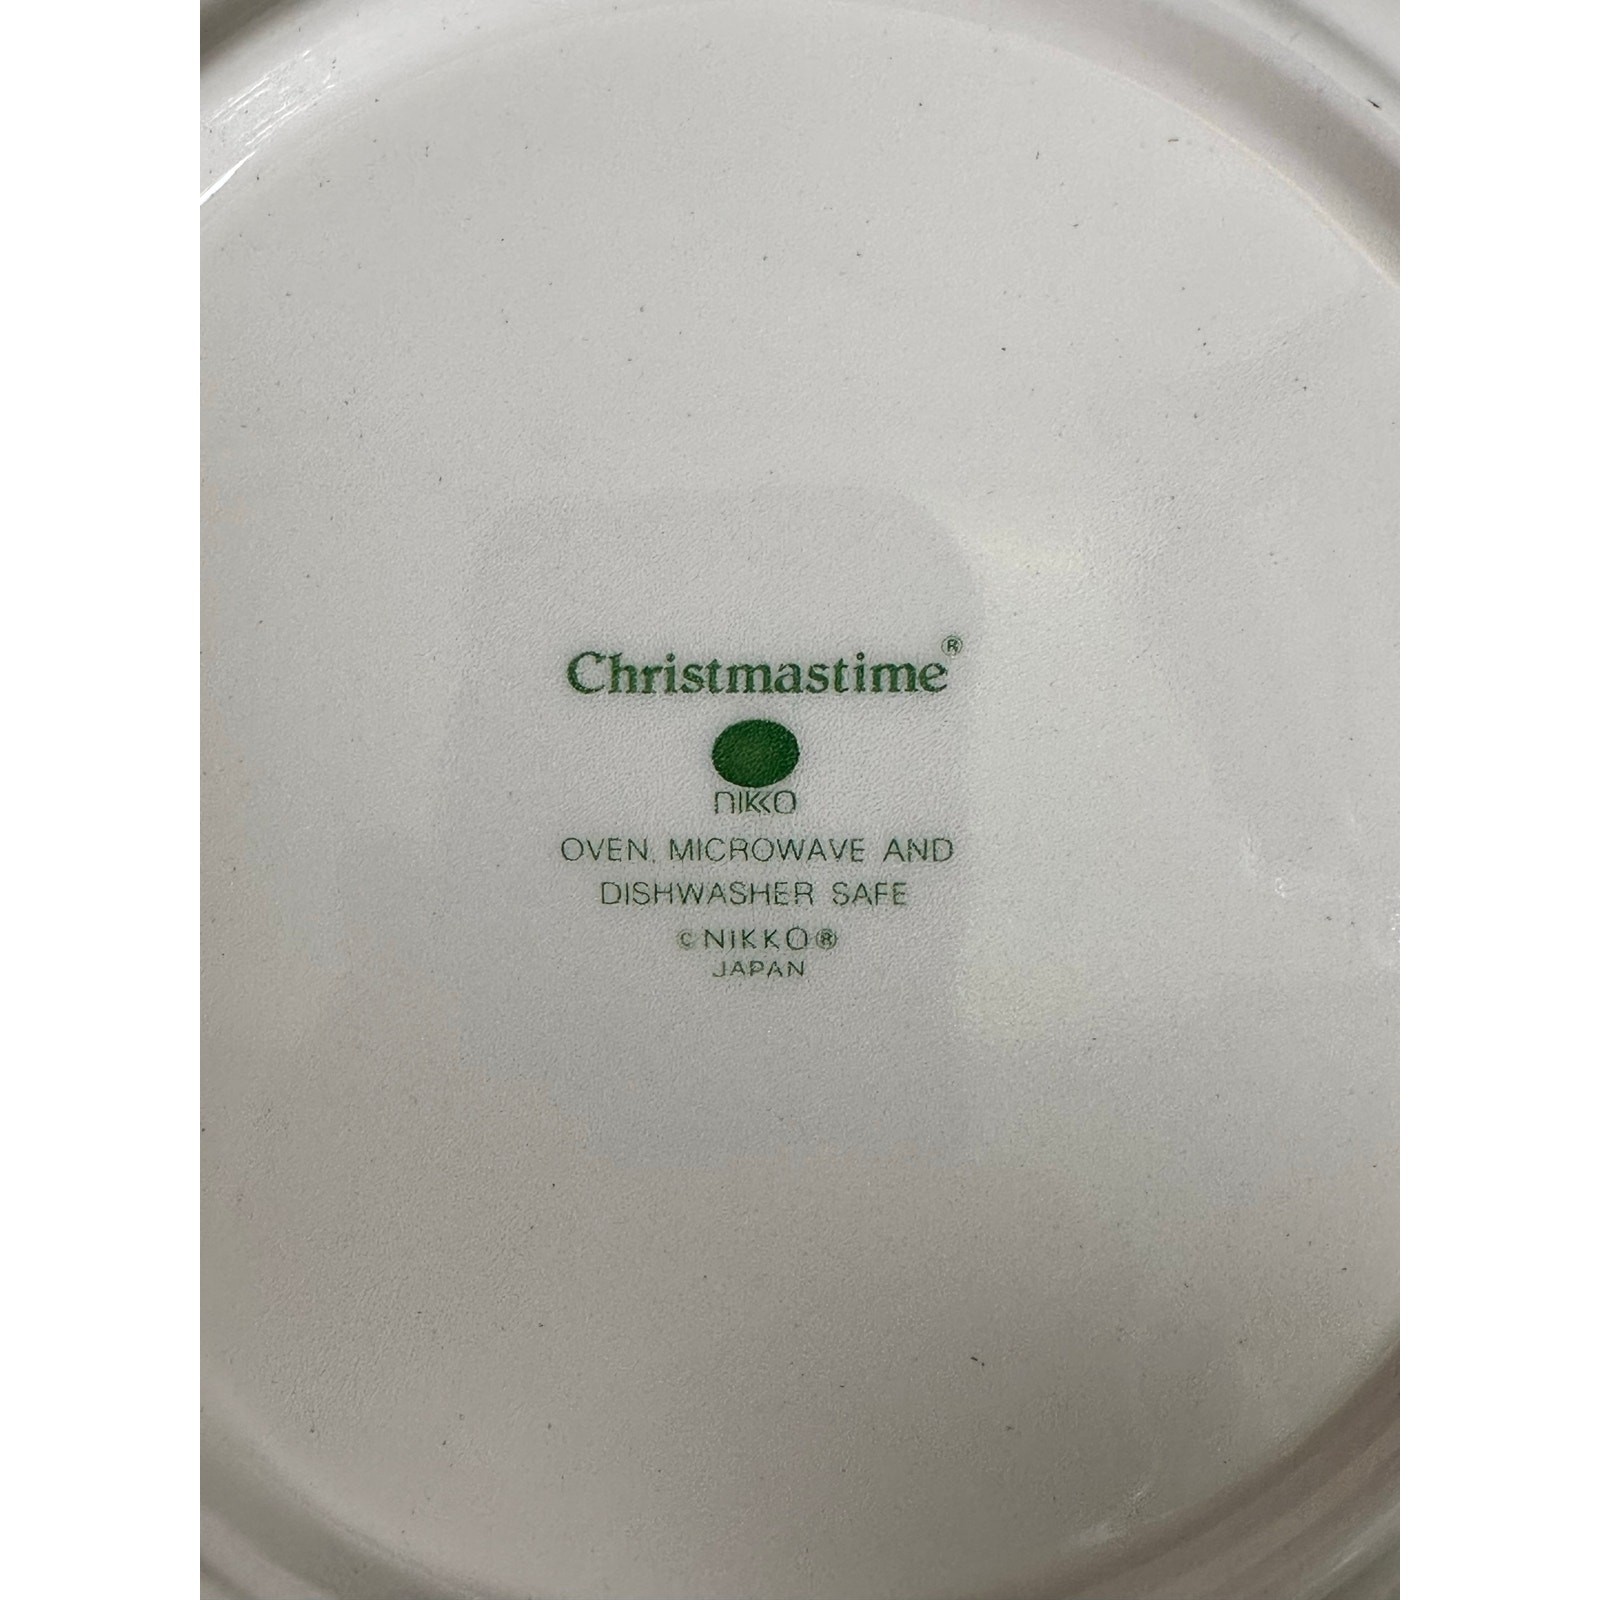 Christmastime®
NIKKO
OVEN, MICROWAVE AND
DISHWASHER SAFE
©NIKKO®
JAPAN